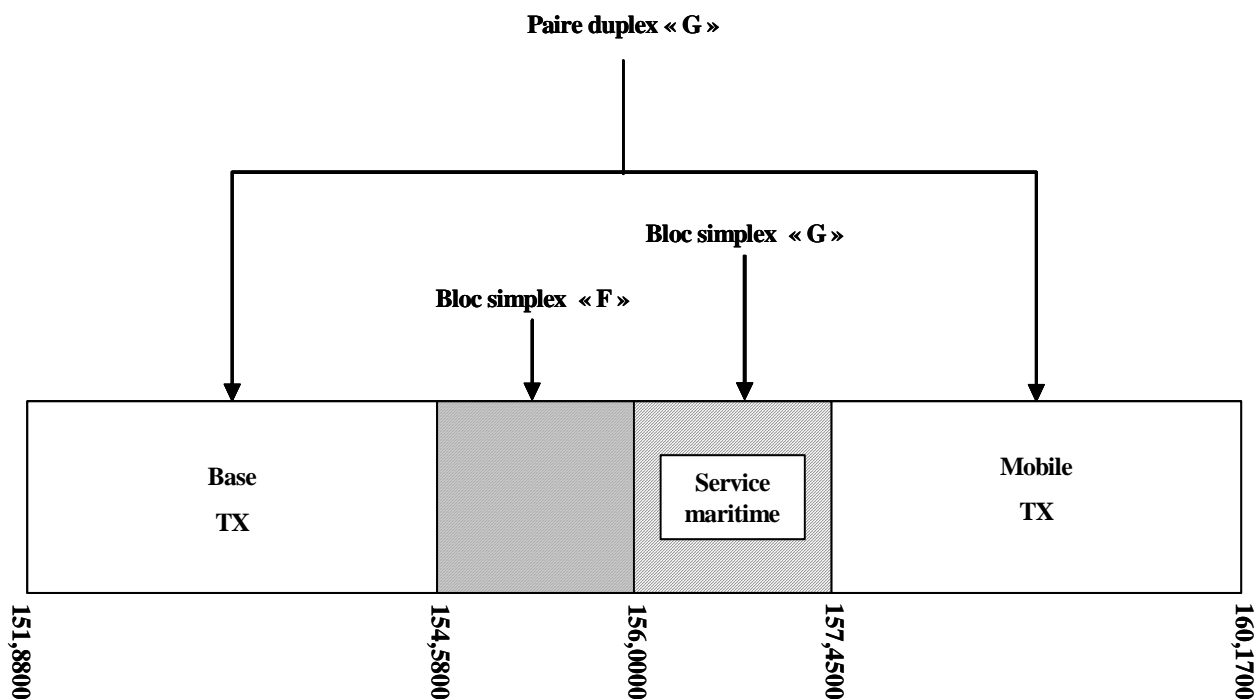 Paire duplex « G »
Bloc simplex « G »
Bloc simplex « F »
Base
TX
Service
maritime
Mobile
TX
151,8800
154,5800
156,0000
157,4500
160,1700